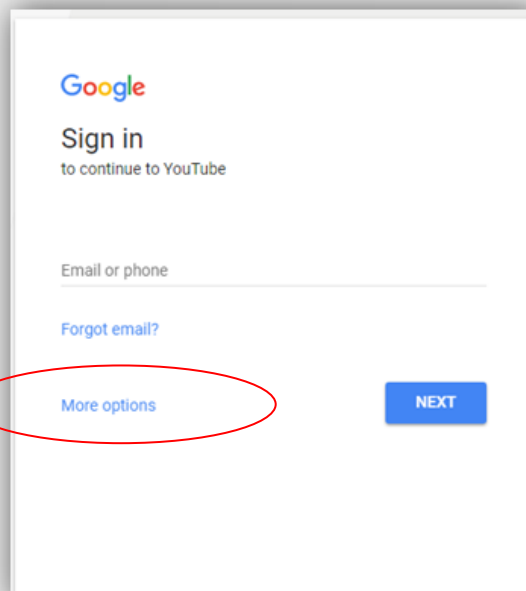 Google
Sign in
to continue to YouTube
Email or phone
Forgot email?
More options
NEXT